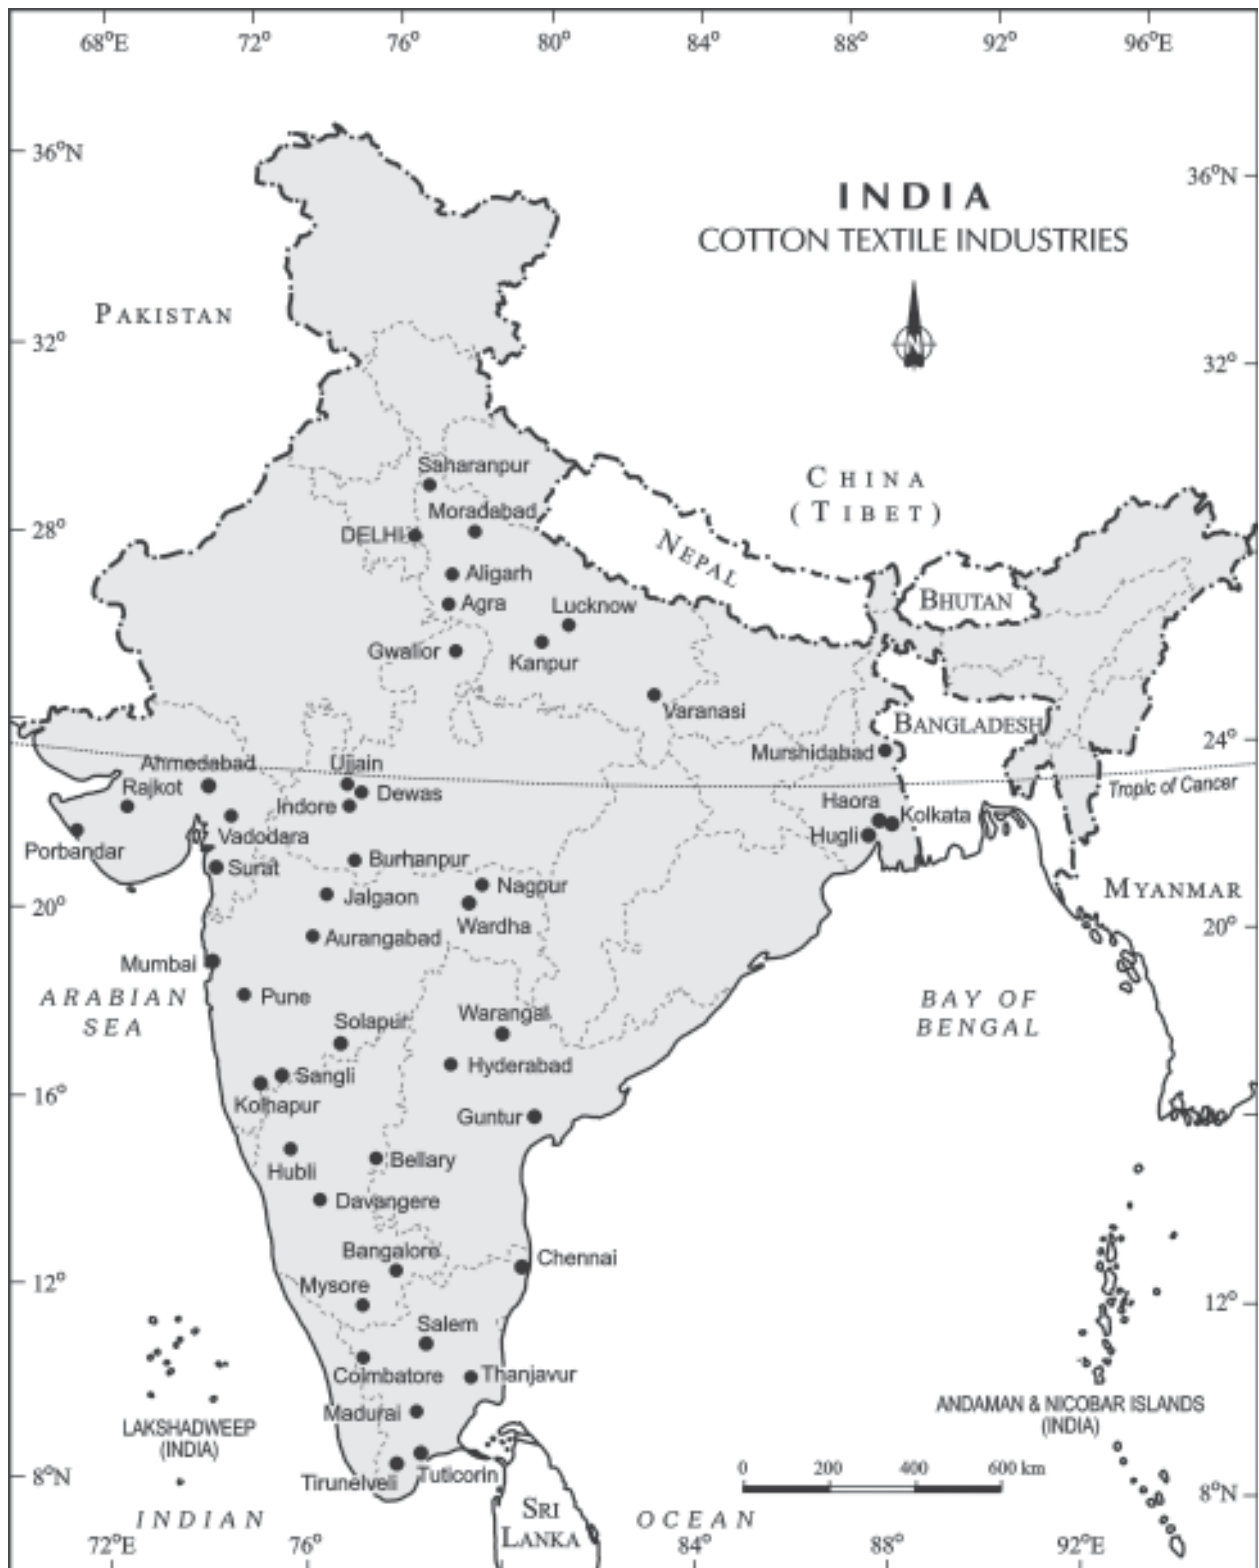 68°E 72° 76° 80° 84° 88° 92° 96°E
36°N
36°N
INDIA
COTTON TEXTILE INDUSTRIES
N
PAKISTAN
32°
32°
CHINA
(TIBET)
Saharanpur
Moradabad
28°
28°
DELHI
NEPAL
Aligarh
BHUTAN
Agra
Lucknow
Gwalior
Kanpur
Varanasi
BANGLADESH
24°
Murshidabad
Ahmedabad
Ujjain
Tropic of Cancer
Rajkot
Dewas
Indore
Haora
Kolkata
Vadodara
Hugli
Porbandar
Surat
Burhanpur
Nagpur
MYANMAR
Jalgaon
20°
20°
Wardha
Aurangabad
Mumbai
Pune
ARABIAN
SEA
BAY OF
BENGAL
Warangal
Solapur
Hyderabad
Sangli
16°
Kolhapur
Guntur
Bellary
Hubli
Davangere
Bangalore
Chennai
Mysore
12°
12°
Salem
Coimbatore
Thanjavur
Madurai
LAKSHADWEEP
(INDIA)
ANDAMAN & NICOBAR ISLANDS
(INDIA)
8°N
Tirunelveli
Tuticorin
0 200 400 600 km
8°N
SRI
LANKA
INDIAN
OCEAN
72°E 76° 84° 88° 92°E